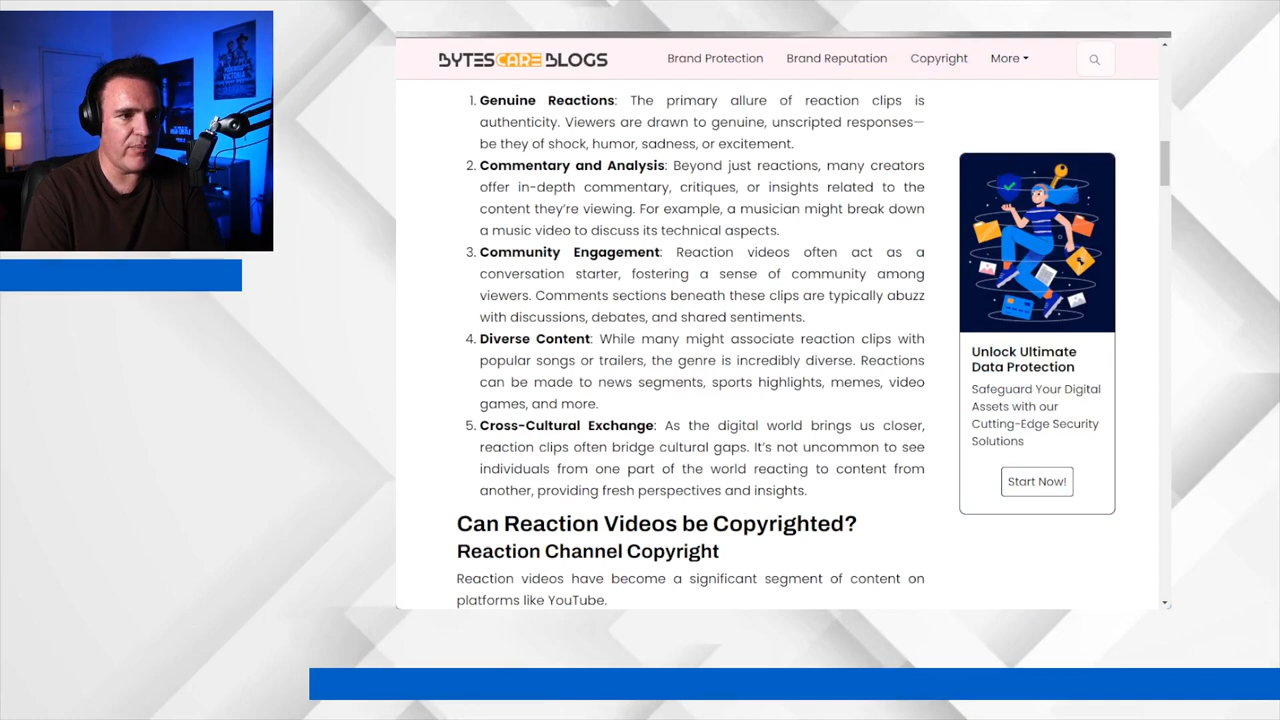 BYTESCARE BLOGS
Brand Protection
Brand Reputation
Copyright
More
1. Genuine Reactions: The primary allure of reaction clips is
authenticity. Viewers are drawn to genuine, unscripted responses—
be they of shock, humor, sadness, or excitement.
2. Commentary and Analysis: Beyond just reactions, many creators
offer in-depth commentary, critiques, or insights related to the
content they’re viewing. For example, a musician might break down
a music video to discuss its technical aspects.
3. Community Engagement: Reaction videos often act as a
conversation starter, fostering a sense of community among
viewers. Comments sections beneath these clips are typically abuzz
with discussions, debates, and shared sentiments.
4. Diverse Content: While many might associate reaction clips with
popular songs or trailers, the genre is incredibly diverse. Reactions
can be made to news segments, sports highlights, memes, video
games, and more.
5. Cross-Cultural Exchange: As the digital world brings us closer,
reaction clips often bridge cultural gaps. It’s not uncommon to see
individuals from one part of the world reacting to content from
another, providing fresh perspectives and insights.
Can Reaction Videos be Copyrighted?
Reaction Channel Copyright
Reaction videos have become a significant segment of content on
platforms like YouTube.
Unlock Ultimate
Data Protection
Safeguard Your Digital
Assets with our
Cutting-Edge Security
Solutions
Start Now!